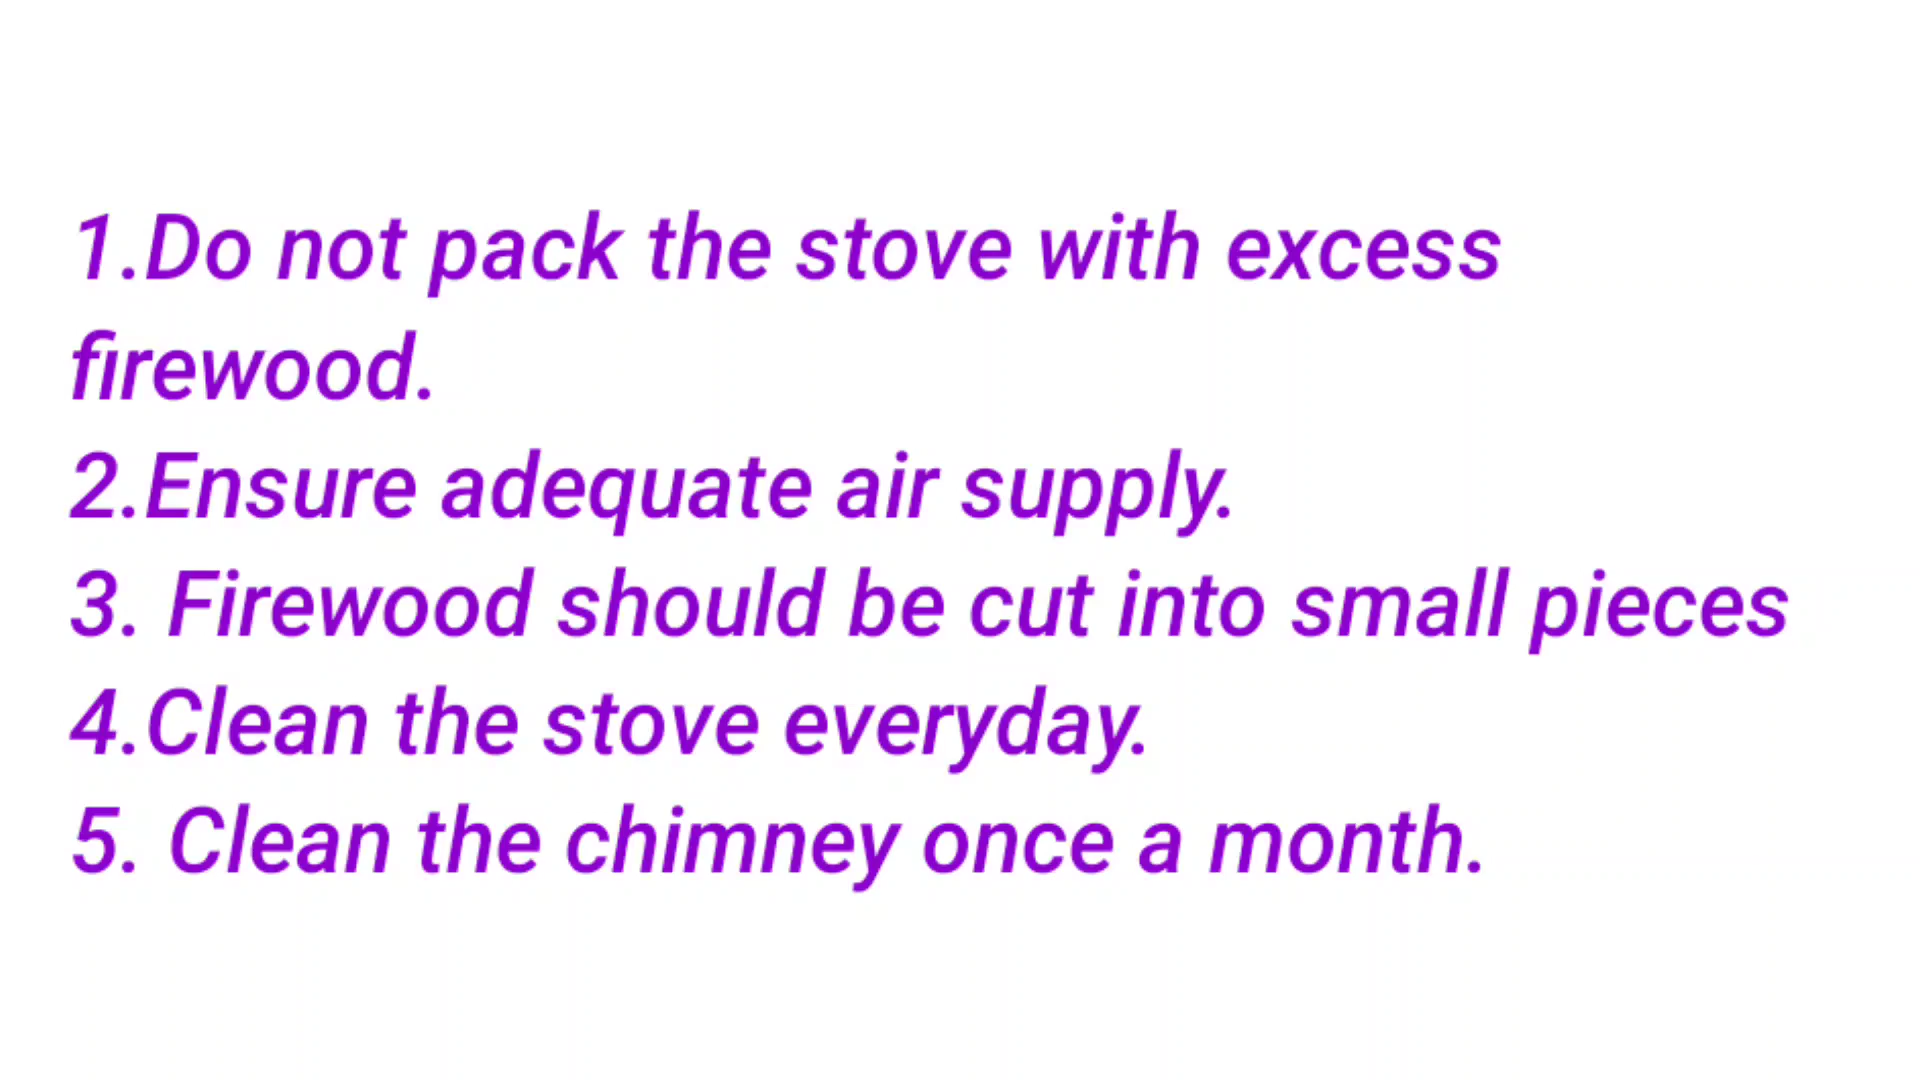 1.Do not pack the stove with excess
firewood.
2.Ensure adequate air supply.
3. Firewood should be cut into small pieces
4.Clean the stove everyday.
5. Clean the chimney once a month.